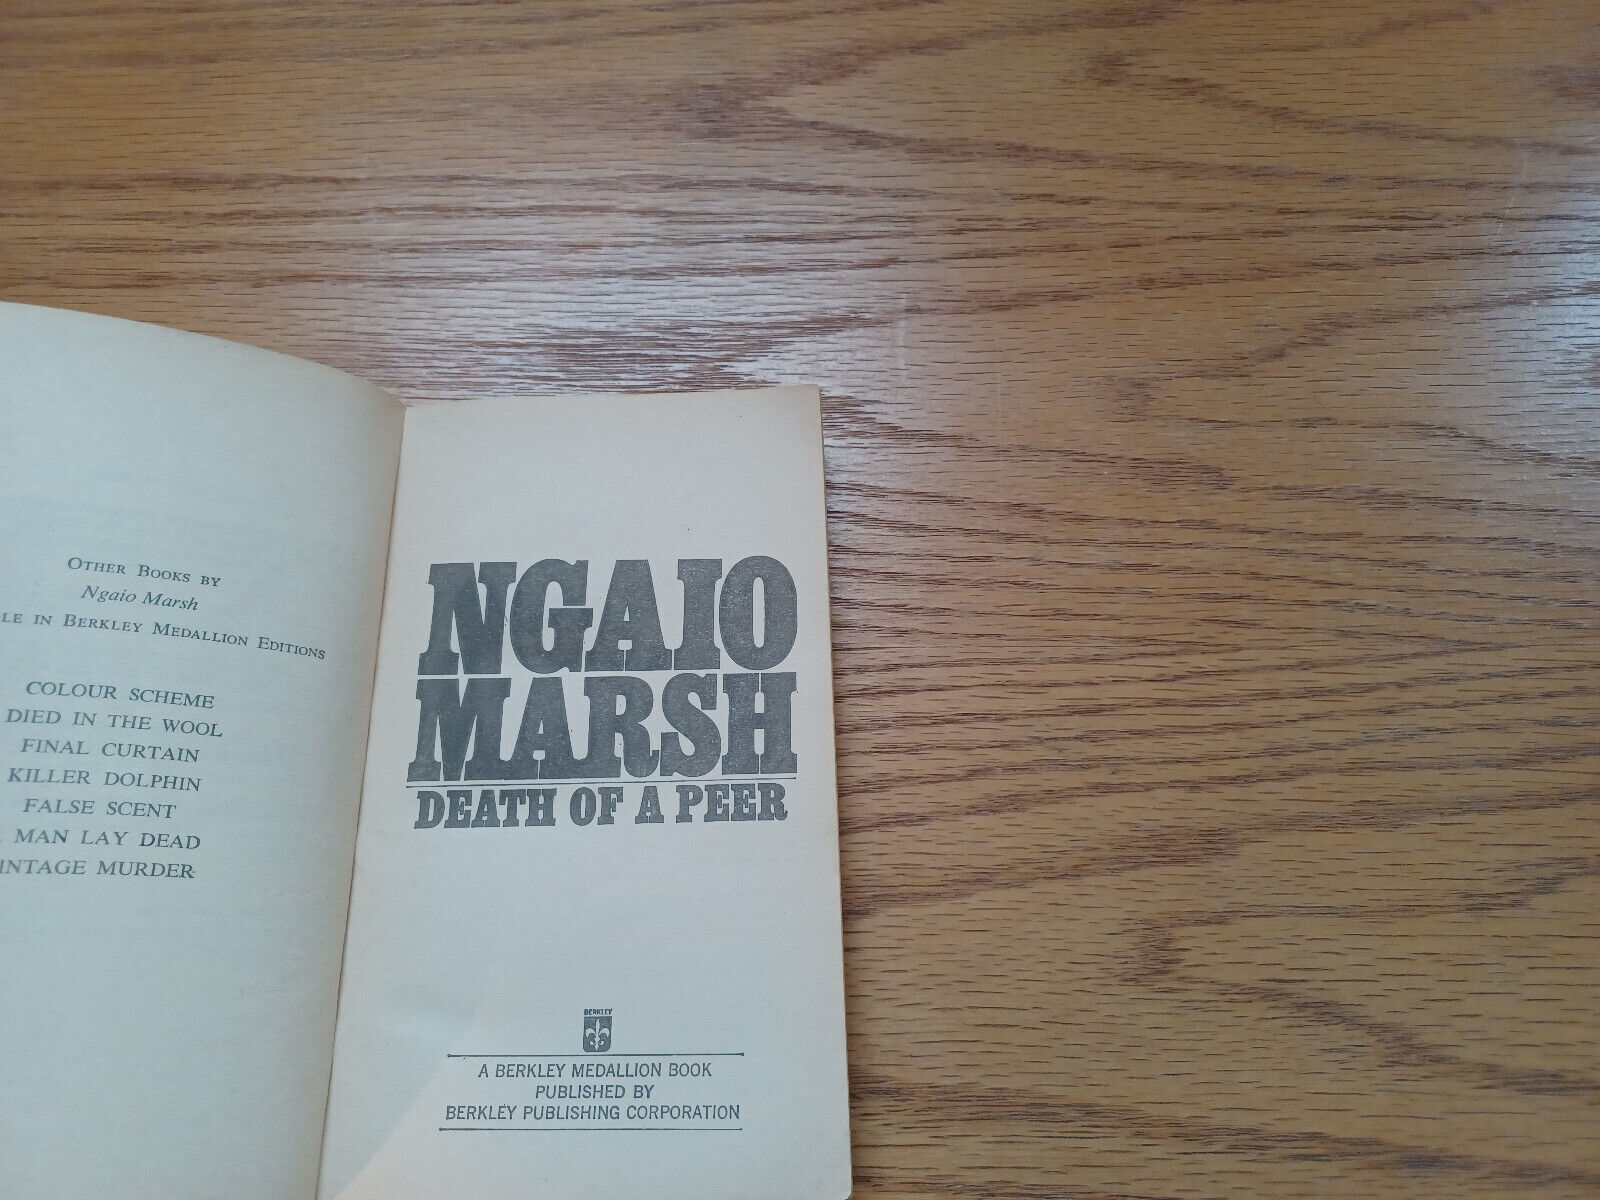 OTHER BOOKS BY
Ngaio Marsh
LE IN BERKLEY MEDALLION EDITIONS
COLOUR SCHEME
DIED IN THE WOOL
FINAL CURTAIN
KILLER DOLPHIN
FALSE SCENT
MAN LAY DEAD
INTAGE MURDER
NGAIO
MARSH
DEATH OF A PEER
BERKLEY
A BERKLEY MEDALLION BOOK
PUBLISHED BY
BERKLEY PUBLISHING CORPORATION